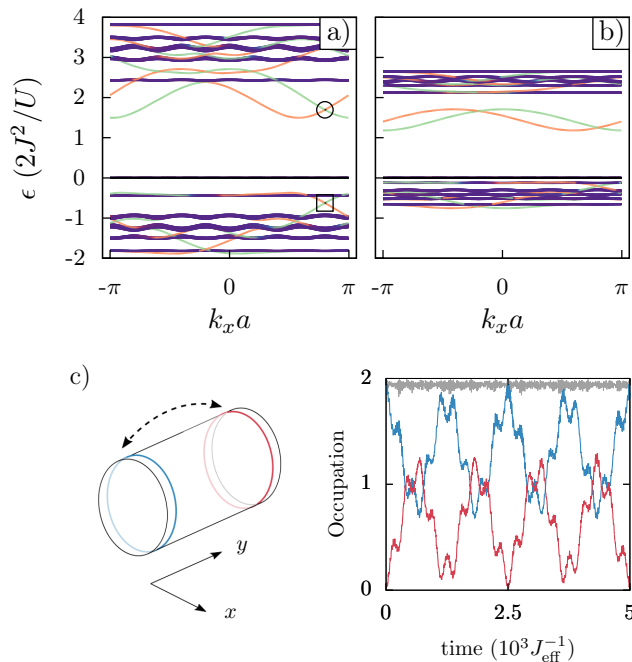 a)
b)
4
3
2
1
0
-1
-2
ϵ (2J²/U)
-π 0 π
-π 0 π
kₓa
kₓa
c)
y
x
2
1
0
Occupation
0 2.5 5
time (10³J_eff⁻¹)